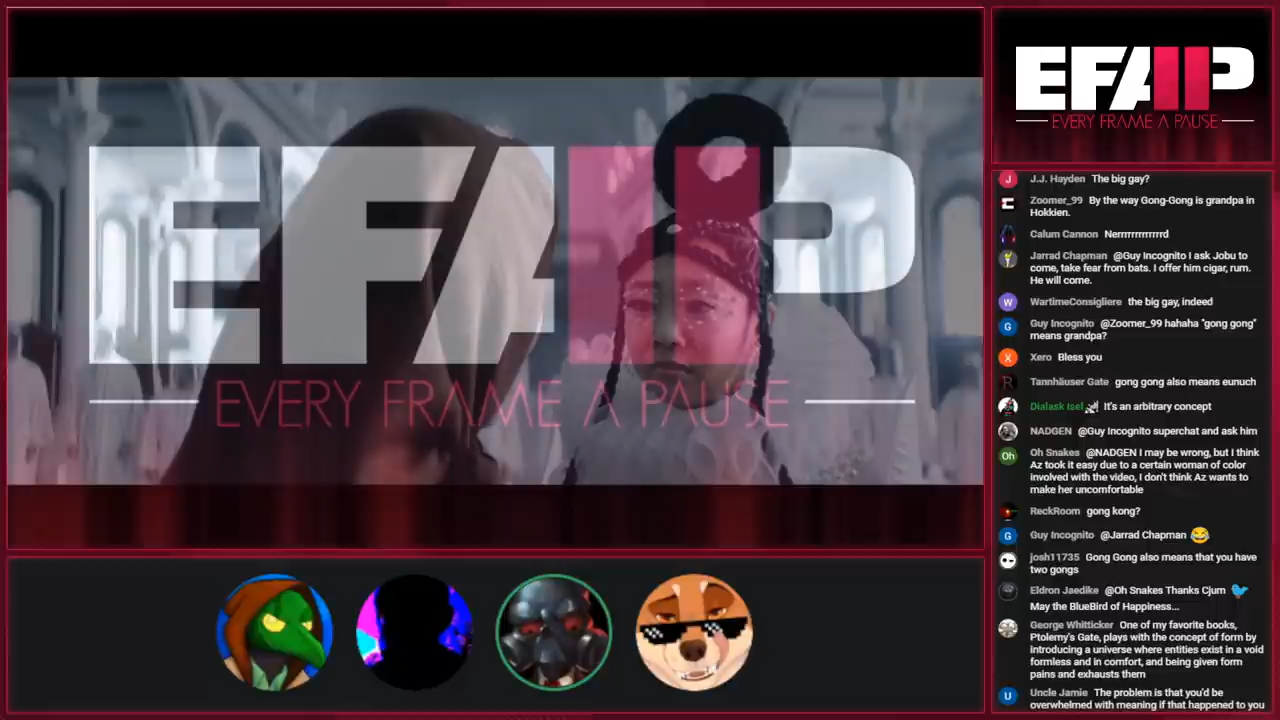 EFAP
EVERY FRAME A PAUSE
EFAP
EVERY FRAME A PAUSE
J.J. Hayden The big gay?
Zoomer_99 By the way Gong-Gong is grandpa in
Hokkien.
Calum Cannon Nerrrrrrrrrrrrd
Jarrad Chapman @Guy Incognito I ask Jobu to
come, take fear from bats. I offer him cigar, rum.
He will come.
WartimeConsigliere the big gay, indeed
Guy Incognito @Zoomer_99 hahaha "gong gong"
means grandpa?
Xero Bless you
Tannhäuser Gate gong gong also means eunuch
Dialask Isel It's an arbitrary concept
NADGEN @Guy Incognito superchat and ask him
Oh
Oh Snakes @NADGEN I may be wrong, but I think
Az took it easy due to a certain woman of color
involved with the video, I don't think Az wants to
make her uncomfortable
ReckRoom gong kong?
Guy Incognito @Jarrad Chapman 😂
josh11735 Gong Gong also means that you have
two gongs
Eldron Jaedike @Oh Snakes Thanks Cjum 🐦
May the BlueBird of Happiness...
George Whitticker One of my favorite books,
Ptolemy's Gate, plays with the concept of form by
introducing a universe where entities exist in a void
formless and in comfort, and being given form
pains and exhausts them
Uncle Jamie The problem is that you'd be
overwhelmed with meaning if that happened to you